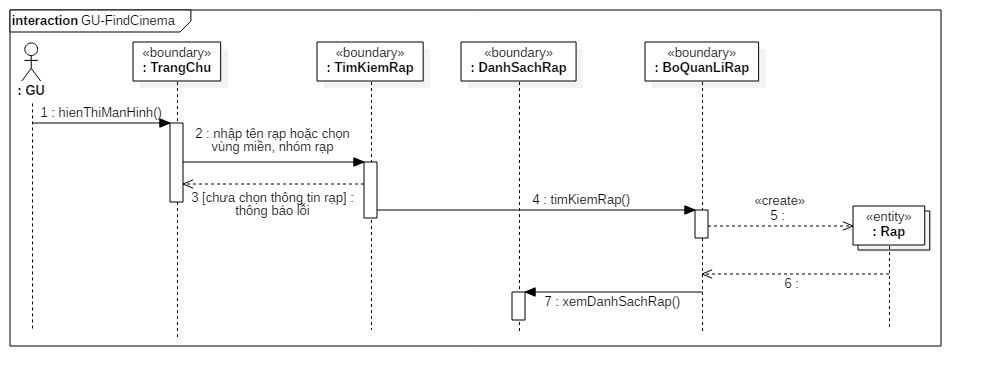 interaction GU-FindCinema
«boundary»
: TrangChu
«boundary»
: TimKiemRap
«boundary»
: DanhSachRap
«boundary»
: BoQuanLiRap
: GU
1 : hienThiManHinh()
2 : nhập tên rạp hoặc chọn
vùng miền, nhóm rạp
3 [chưa chọn thông tin rạp] :
thông báo lỗi
4 : timKiemRap()
«create»
5 :
«entity»
: Rap
6 :
7 : xemDanhSachRap()